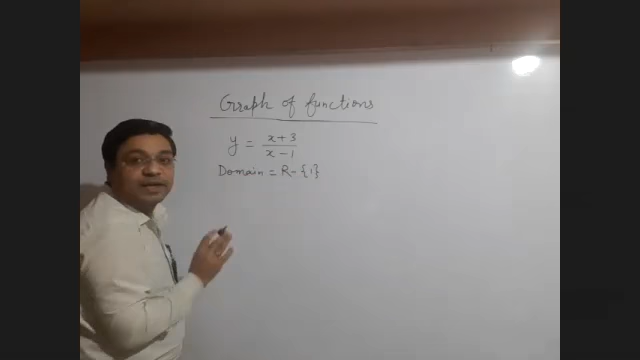 Graph of functions
y = x+3 / x-1
Domain = R - {1}